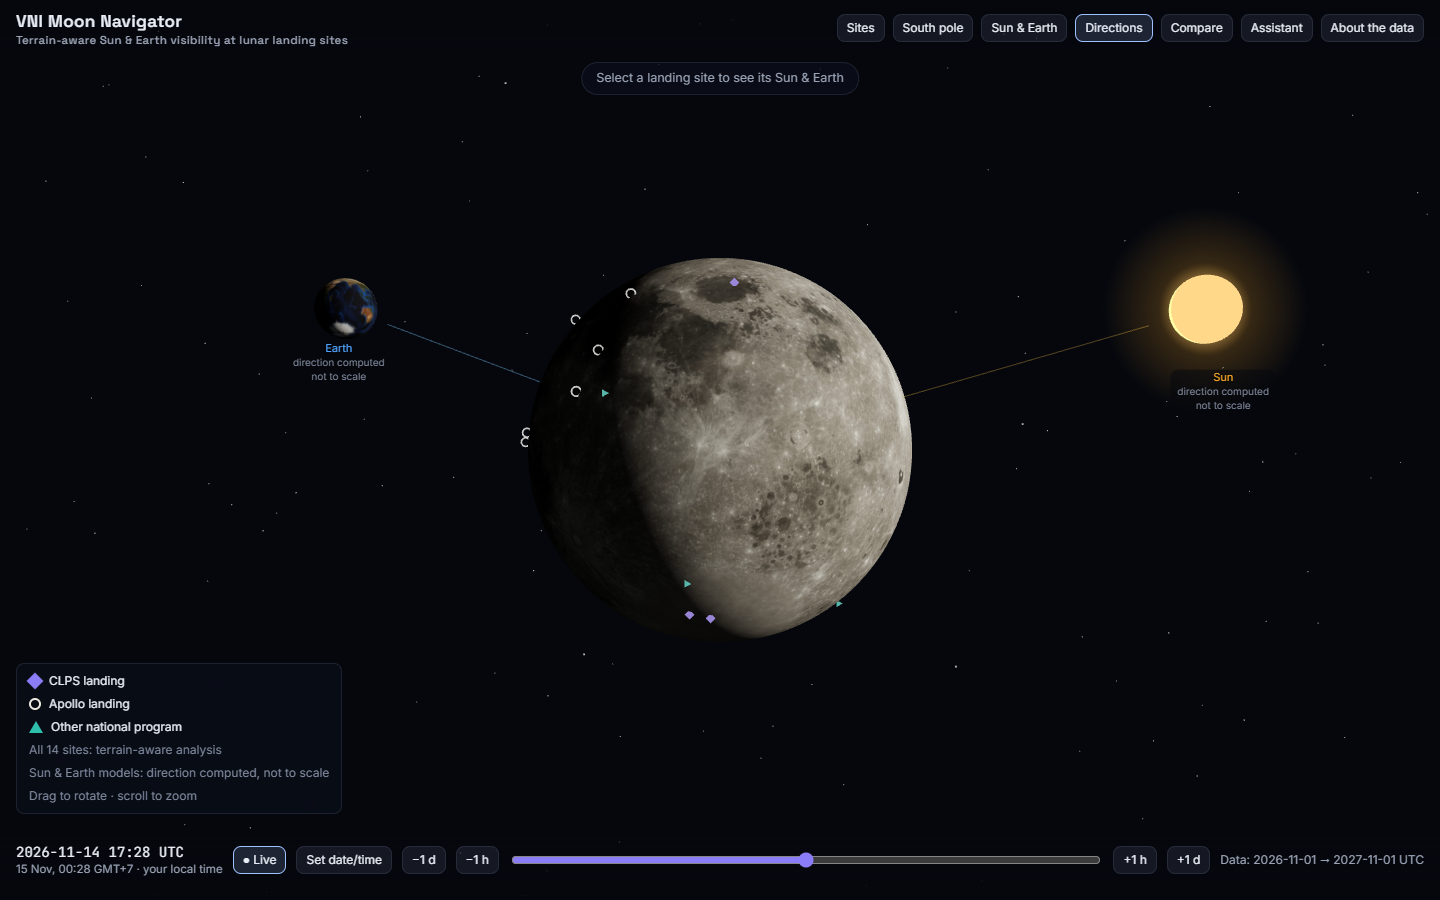 VNI Moon Navigator
Terrain-aware Sun & Earth visibility at lunar landing sites
Sites
South pole
Sun & Earth
Directions
Compare
Assistant
About the data
Select a landing site to see its Sun & Earth
Earth
direction computed
not to scale
Sun
direction computed
not to scale
CLPS landing
Apollo landing
Other national program
All 14 sites: terrain-aware analysis
Sun & Earth models: direction computed, not to scale
Drag to rotate · scroll to zoom
2026-11-14 17:28 UTC
15 Nov, 00:28 GMT+7 · your local time
● Live
Set date/time
−1 d
−1 h
+1 h
+1 d
Data: 2026-11-01 → 2027-11-01 UTC